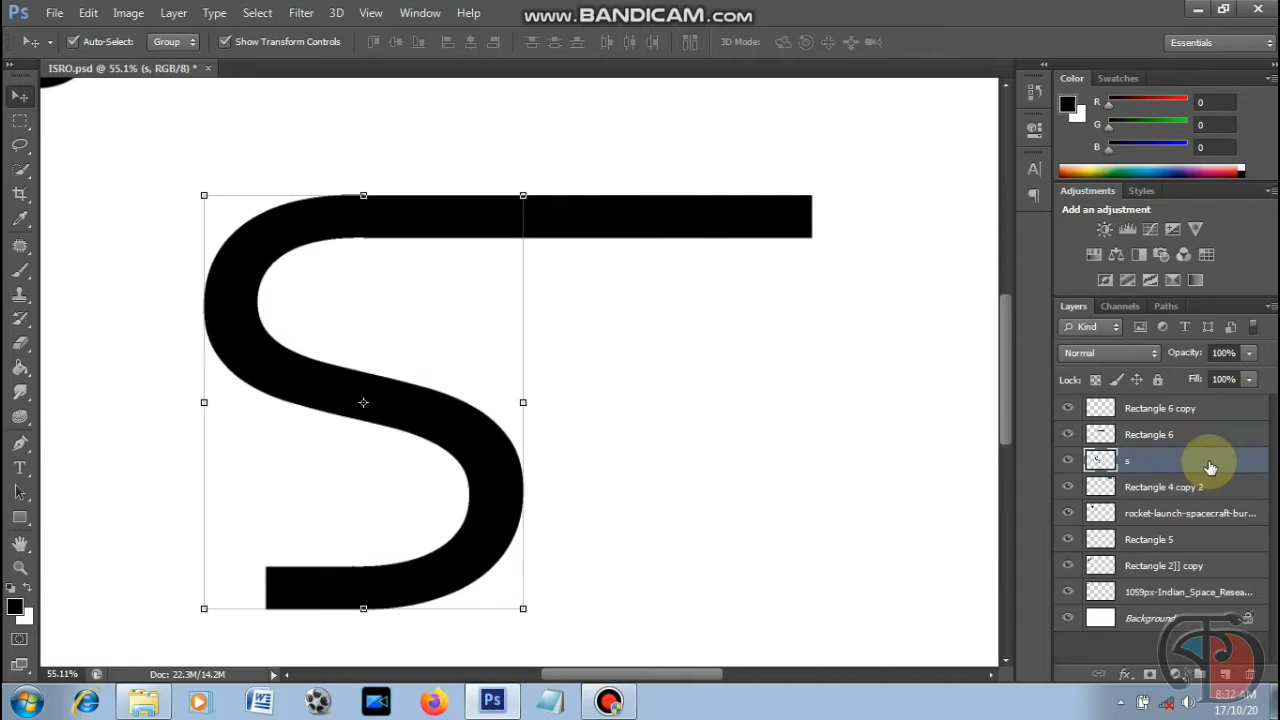 www.BANDICAM.com
Ps File Edit Image Layer Type Select Filter 3D View Window Help
Auto-Select: Group Show Transform Controls 3D Mode: Essentials
ISRO.psd @ 55.1% (s, RGB/8) * ×
Color Swatches
R 0
G 0
B 0
Adjustments Styles
Add an adjustment
Layers Channels Paths
Kind
Normal Opacity: 100%
Lock: Fill: 100%
Rectangle 6 copy
Rectangle 6
s
Rectangle 4 copy 2
rocket-launch-spacecraft-bur...
Rectangle 5
Rectangle 2]] copy
1059px-Indian_Space_Resea...
Background
55.11% Doc: 22.3M/14.2M
8:32 AM
17/10/20